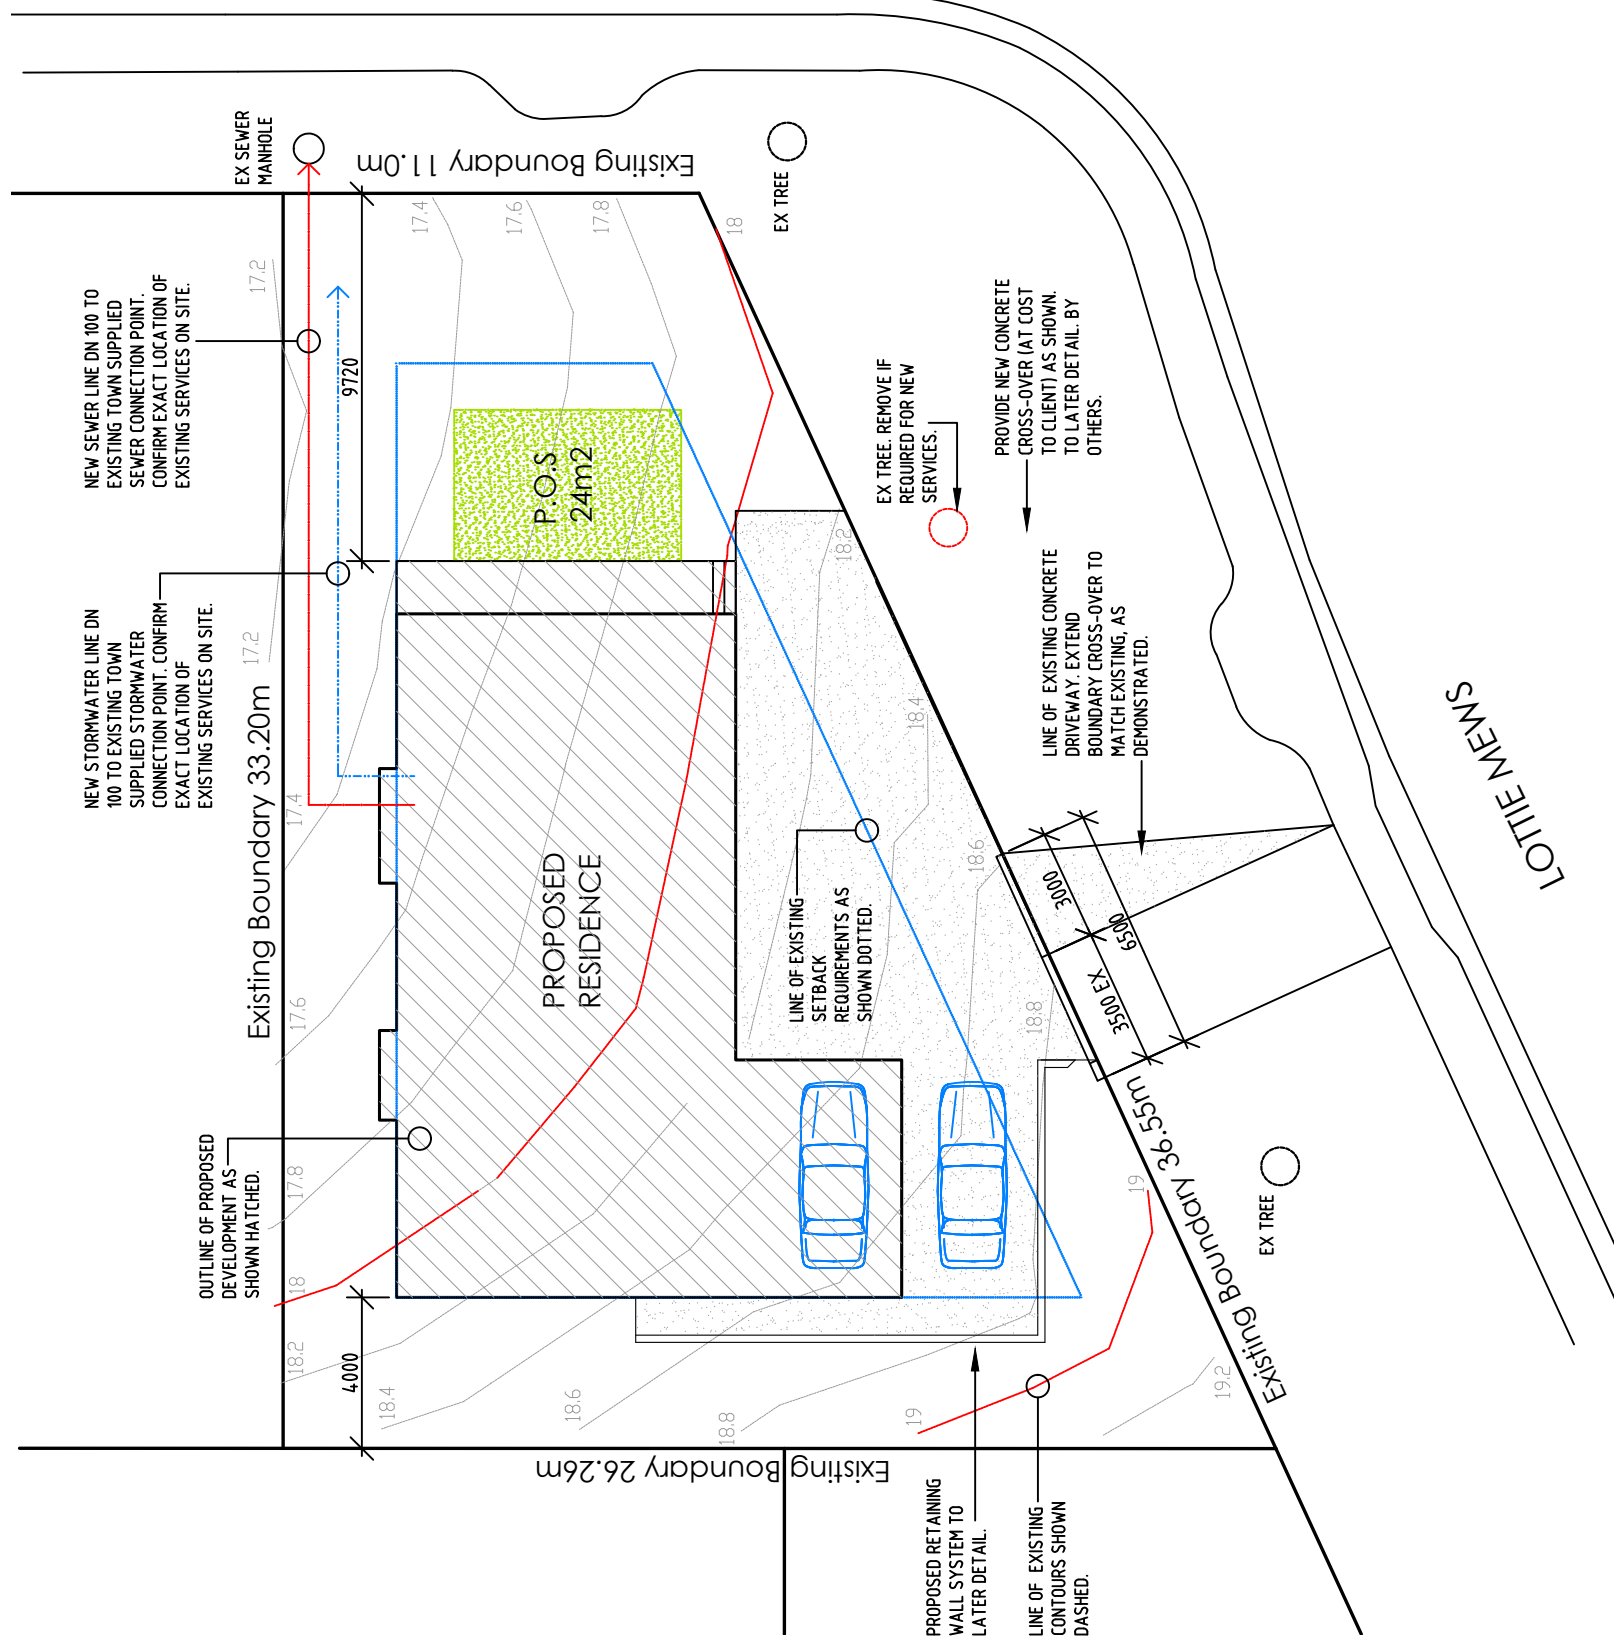 EX SEWER
MANHOLE
Existing Boundary 11.0m
EX TREE
NEW SEWER LINE DN 100 TO
EXISTING TOWN SUPPLIED
SEWER CONNECTION POINT.
CONFIRM EXACT LOCATION OF
EXISTING SERVICES ON SITE.
NEW STORMWATER LINE DN
100 TO EXISTING TOWN
SUPPLIED STORMWATER
CONNECTION POINT. CONFIRM
EXACT LOCATION OF
EXISTING SERVICES ON SITE.
Existing Boundary 33.20m
17.2
17.2
17.4
17.6
17.8
18
18.2
17.4
17.6
17.8
18
9720
P.O.S
24m2
EX TREE. REMOVE IF
REQUIRED FOR NEW
SERVICES.
PROVIDE NEW CONCRETE
CROSS-OVER (AT COST
TO CLIENT) AS SHOWN.
TO LATER DETAIL. BY
OTHERS.
LINE OF EXISTING CONCRETE
DRIVEWAY. EXTEND
BOUNDARY CROSS-OVER TO
MATCH EXISTING, AS
DEMONSTRATED.
18.2
18.4
18.6
18.8
PROPOSED
RESIDENCE
LINE OF EXISTING
SETBACK
REQUIREMENTS AS
SHOWN DOTTED.
3000
6500
3500 EX
LOTTIE MEWS
OUTLINE OF PROPOSED
DEVELOPMENT AS
SHOWN HATCHED.
4000
18.4
18.6
18.8
19
19
19.2
Existing Boundary 36.55m
EX TREE
Existing Boundary 26.26m
PROPOSED RETAINING
WALL SYSTEM TO
LATER DETAIL.
LINE OF EXISTING
CONTOURS SHOWN
DASHED.